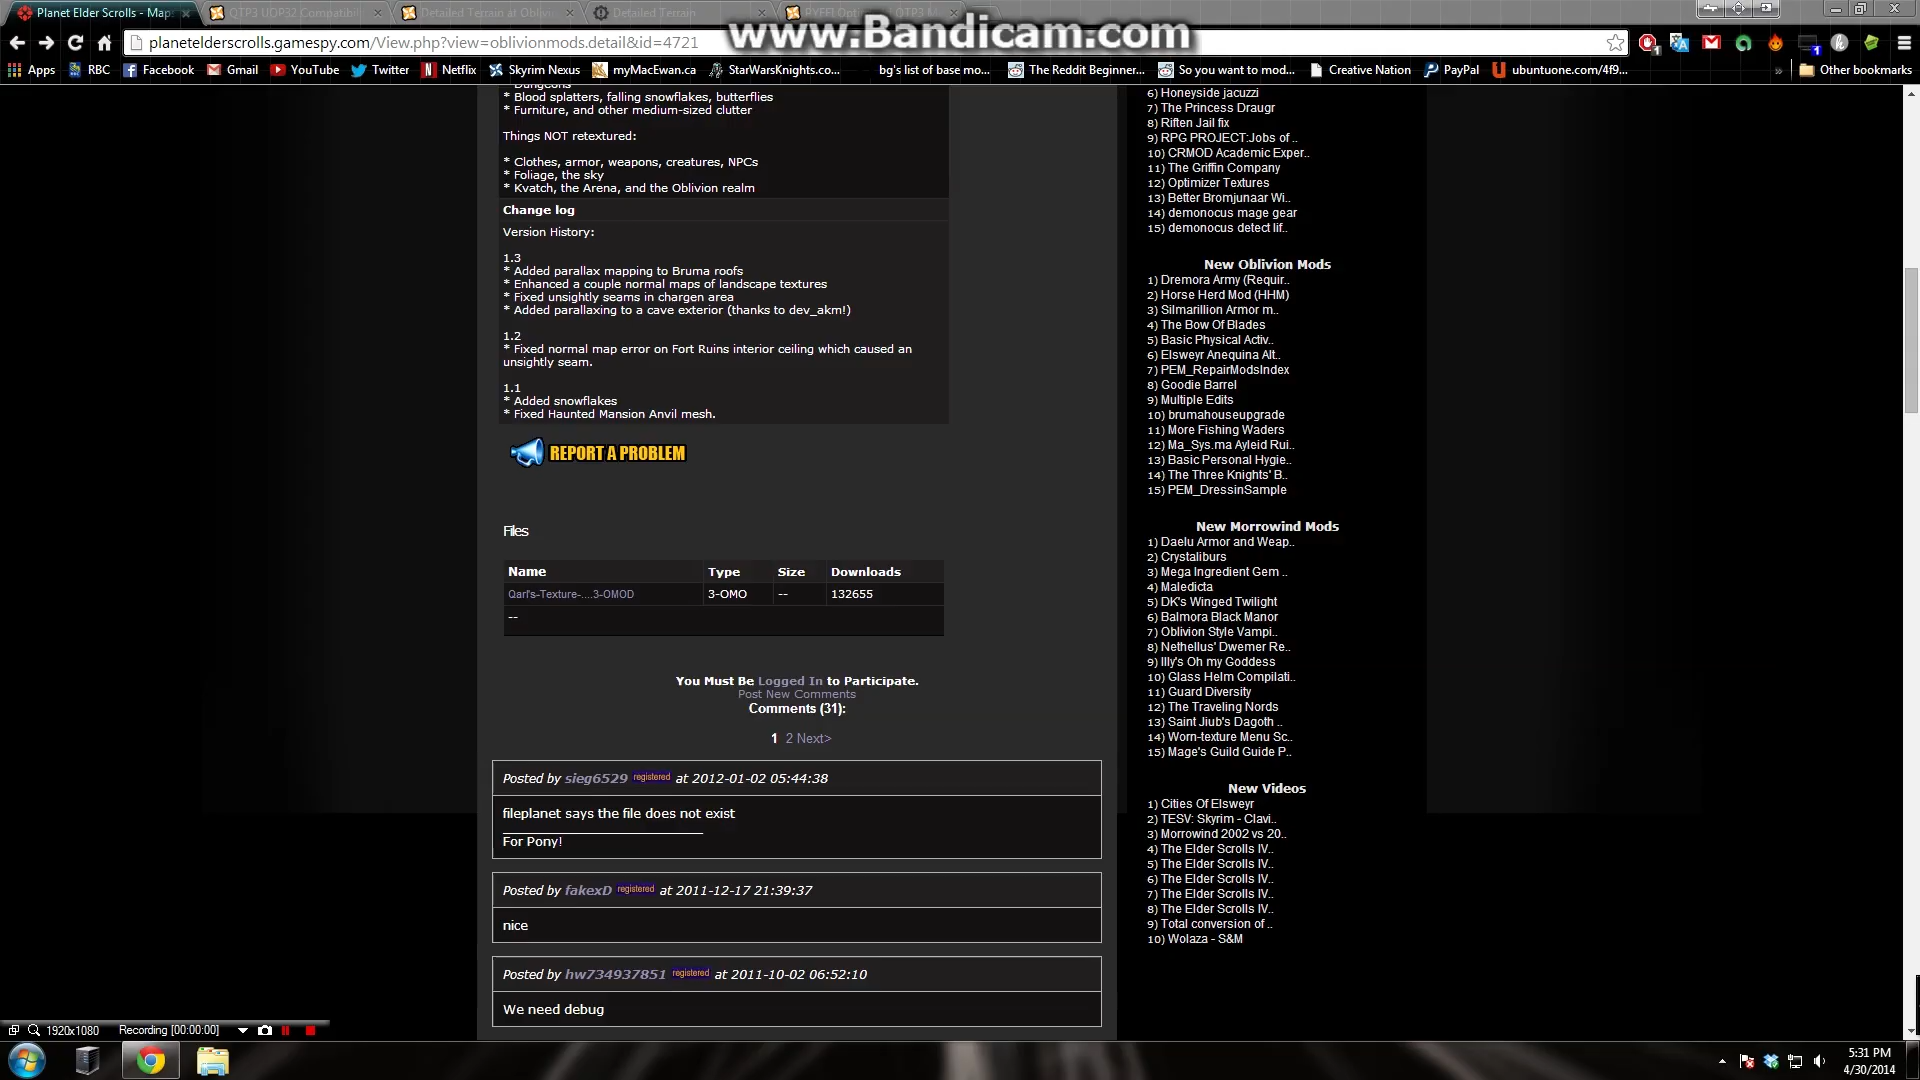 Planet Elder Scrolls - Map
QTP3 UOP32 Compatibili
Detailed Terrain at Oblivio
Detailed Terrain
PYFFI Opti
QTP3 M
www.Bandicam.com
planetelderscrolls.gamespy.com/View.php?view=oblivionmods.detail&id=4721
Apps RBC Facebook Gmail YouTube Twitter Netflix Skyrim Nexus myMacEwan.ca StarWarsKnights.co... bg's list of base mo... The Reddit Beginner... So you want to mod... Creative Nation PayPal ubuntuone.com/4f9... » Other bookmarks
* Dungeons
* Blood splatters, falling snowflakes, butterflies
* Furniture, and other medium-sized clutter
Things NOT retextured:
* Clothes, armor, weapons, creatures, NPCs
* Foliage, the sky
* Kvatch, the Arena, and the Oblivion realm
Change log
Version History:
1.3
* Added parallax mapping to Bruma roofs
* Enhanced a couple normal maps of landscape textures
* Fixed unsightly seams in chargen area
* Added parallaxing to a cave exterior (thanks to dev_akm!)
1.2
* Fixed normal map error on Fort Ruins interior ceiling which caused an
unsightly seam.
1.1
* Added snowflakes
* Fixed Haunted Mansion Anvil mesh.
REPORT A PROBLEM
Files
Name Type Size Downloads
Qarl's-Texture-....3-OMOD 3-OMO -- 132655
--
You Must Be Logged In to Participate.
Post New Comments
Comments (31):
1 2 Next>
Posted by sieg6529 registered at 2012-01-02 05:44:38
fileplanet says the file does not exist
____________________
For Pony!
Posted by fakexD registered at 2011-12-17 21:39:37
nice
Posted by hw734937851 registered at 2011-10-02 06:52:10
We need debug
6) Honeyside jacuzzi
7) The Princess Draugr
8) Riften Jail fix
9) RPG PROJECT:Jobs of ..
10) CRMOD Academic Exper..
11) The Griffin Company
12) Optimizer Textures
13) Better Bromjunaar Wi..
14) demonocus mage gear
15) demonocus detect lif..
New Oblivion Mods
1) Dremora Army (Requir..
2) Horse Herd Mod (HHM)
3) Silmarillion Armor m..
4) The Bow Of Blades
5) Basic Physical Activ..
6) Elsweyr Anequina Alt..
7) PEM_RepairModsIndex
8) Goodie Barrel
9) Multiple Edits
10) brumahouseupgrade
11) More Fishing Waders
12) Ma_Sys.ma Ayleid Rui..
13) Basic Personal Hygie..
14) The Three Knights' B..
15) PEM_DressinSample
New Morrowind Mods
1) Daelu Armor and Weap..
2) Crystaliburs
3) Mega Ingredient Gem ..
4) Maledicta
5) DK's Winged Twilight
6) Balmora Black Manor
7) Oblivion Style Vampi..
8) Nethellus' Dwemer Re..
9) Illy's Oh my Goddess
10) Glass Helm Compilati..
11) Guard Diversity
12) The Traveling Nords
13) Saint Jiub's Dagoth ..
14) Worn-texture Menu Sc..
15) Mage's Guild Guide P..
New Videos
1) Cities Of Elsweyr
2) TESV: Skyrim - Clavi..
3) Morrowind 2002 vs 20..
4) The Elder Scrolls IV..
5) The Elder Scrolls IV..
6) The Elder Scrolls IV..
7) The Elder Scrolls IV..
8) The Elder Scrolls IV..
9) Total conversion of ..
10) Wolaza - S&M
1920x1080 Recording [00:00:00]
5:31 PM
4/30/2014